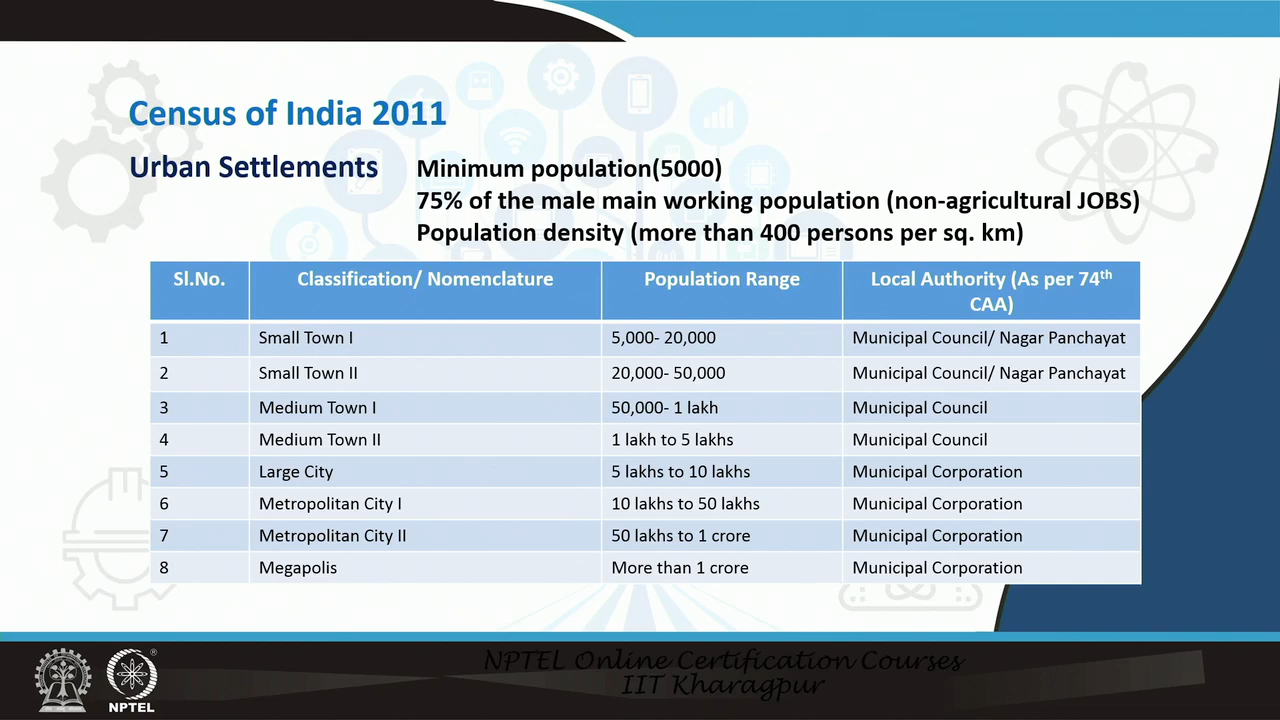 Census of India 2011
Urban Settlements
Minimum population(5000)
75% of the male main working population (non-agricultural JOBS)
Population density (more than 400 persons per sq. km)
Sl.No. Classification/ Nomenclature Population Range Local Authority (As per 74th CAA)
1 Small Town I 5,000- 20,000 Municipal Council/ Nagar Panchayat
2 Small Town II 20,000- 50,000 Municipal Council/ Nagar Panchayat
3 Medium Town I 50,000- 1 lakh Municipal Council
4 Medium Town II 1 lakh to 5 lakhs Municipal Council
5 Large City 5 lakhs to 10 lakhs Municipal Corporation
6 Metropolitan City I 10 lakhs to 50 lakhs Municipal Corporation
7 Metropolitan City II 50 lakhs to 1 crore Municipal Corporation
8 Megapolis More than 1 crore Municipal Corporation
NPTEL Online Certification Courses
IIT Kharagpur
NPTEL